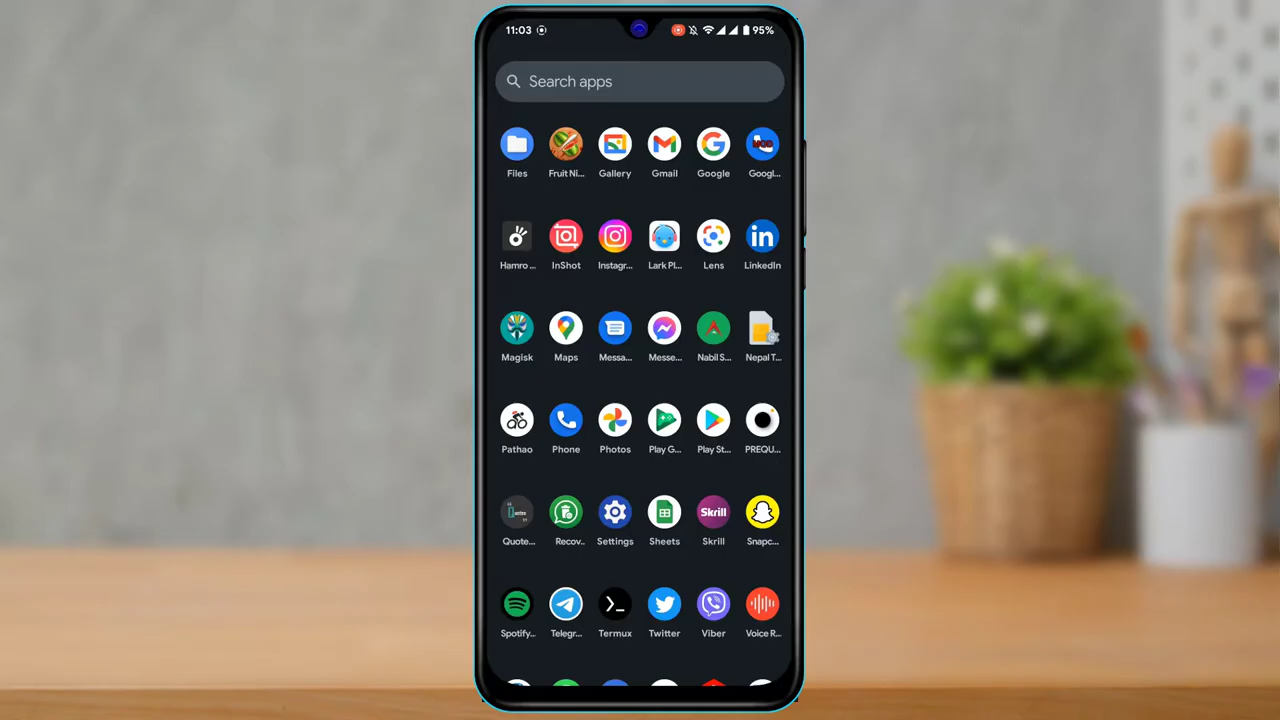 11:03 95%
Search apps
Files Fruit Ni... Gallery Gmail Google Googl...
Hamro ... InShot Instagr... Lark Pl... Lens LinkedIn
Magisk Maps Messa... Messe... Nabil S... Nepal T...
Pathao Phone Photos Play G... Play St... PREQU...
Skrill
Quote... Recov.. Settings Sheets Skrill Snapc...
Spotify.. Telegr... Termux Twitter Viber Voice R...